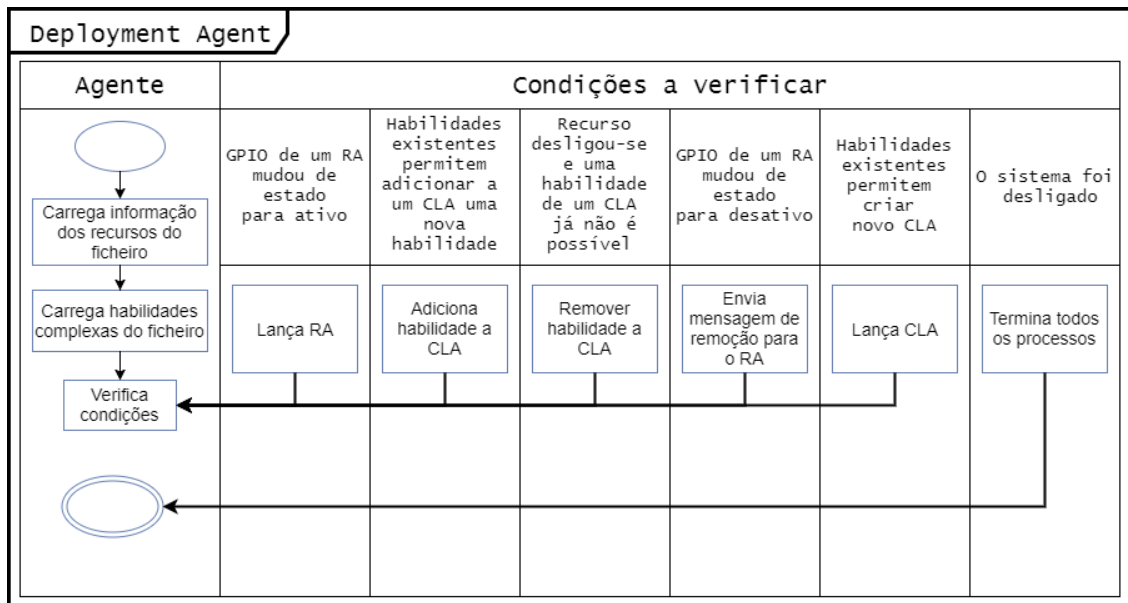 Deployment Agent
Agente
Condições a verificar
GPIO de um RA
mudou de
estado
para ativo
Habilidades
existentes
permitem
adicionar a
um CLA uma
nova
habilidade
Recurso
desligou-se
e uma
habilidade
de um CLA
já não é
possível
GPIO de um RA
mudou de
estado
para desativo
Habilidades
existentes
permitem
criar
novo CLA
O sistema foi
desligado
Carrega informação
dos recursos do
ficheiro
Carrega habilidades
complexas do ficheiro
Verifica
condições
Lança RA
Adiciona
habilidade a
CLA
Remover
habilidade a
CLA
Envia
mensagem de
remoção para
o RA
Lança CLA
Termina todos
os processos